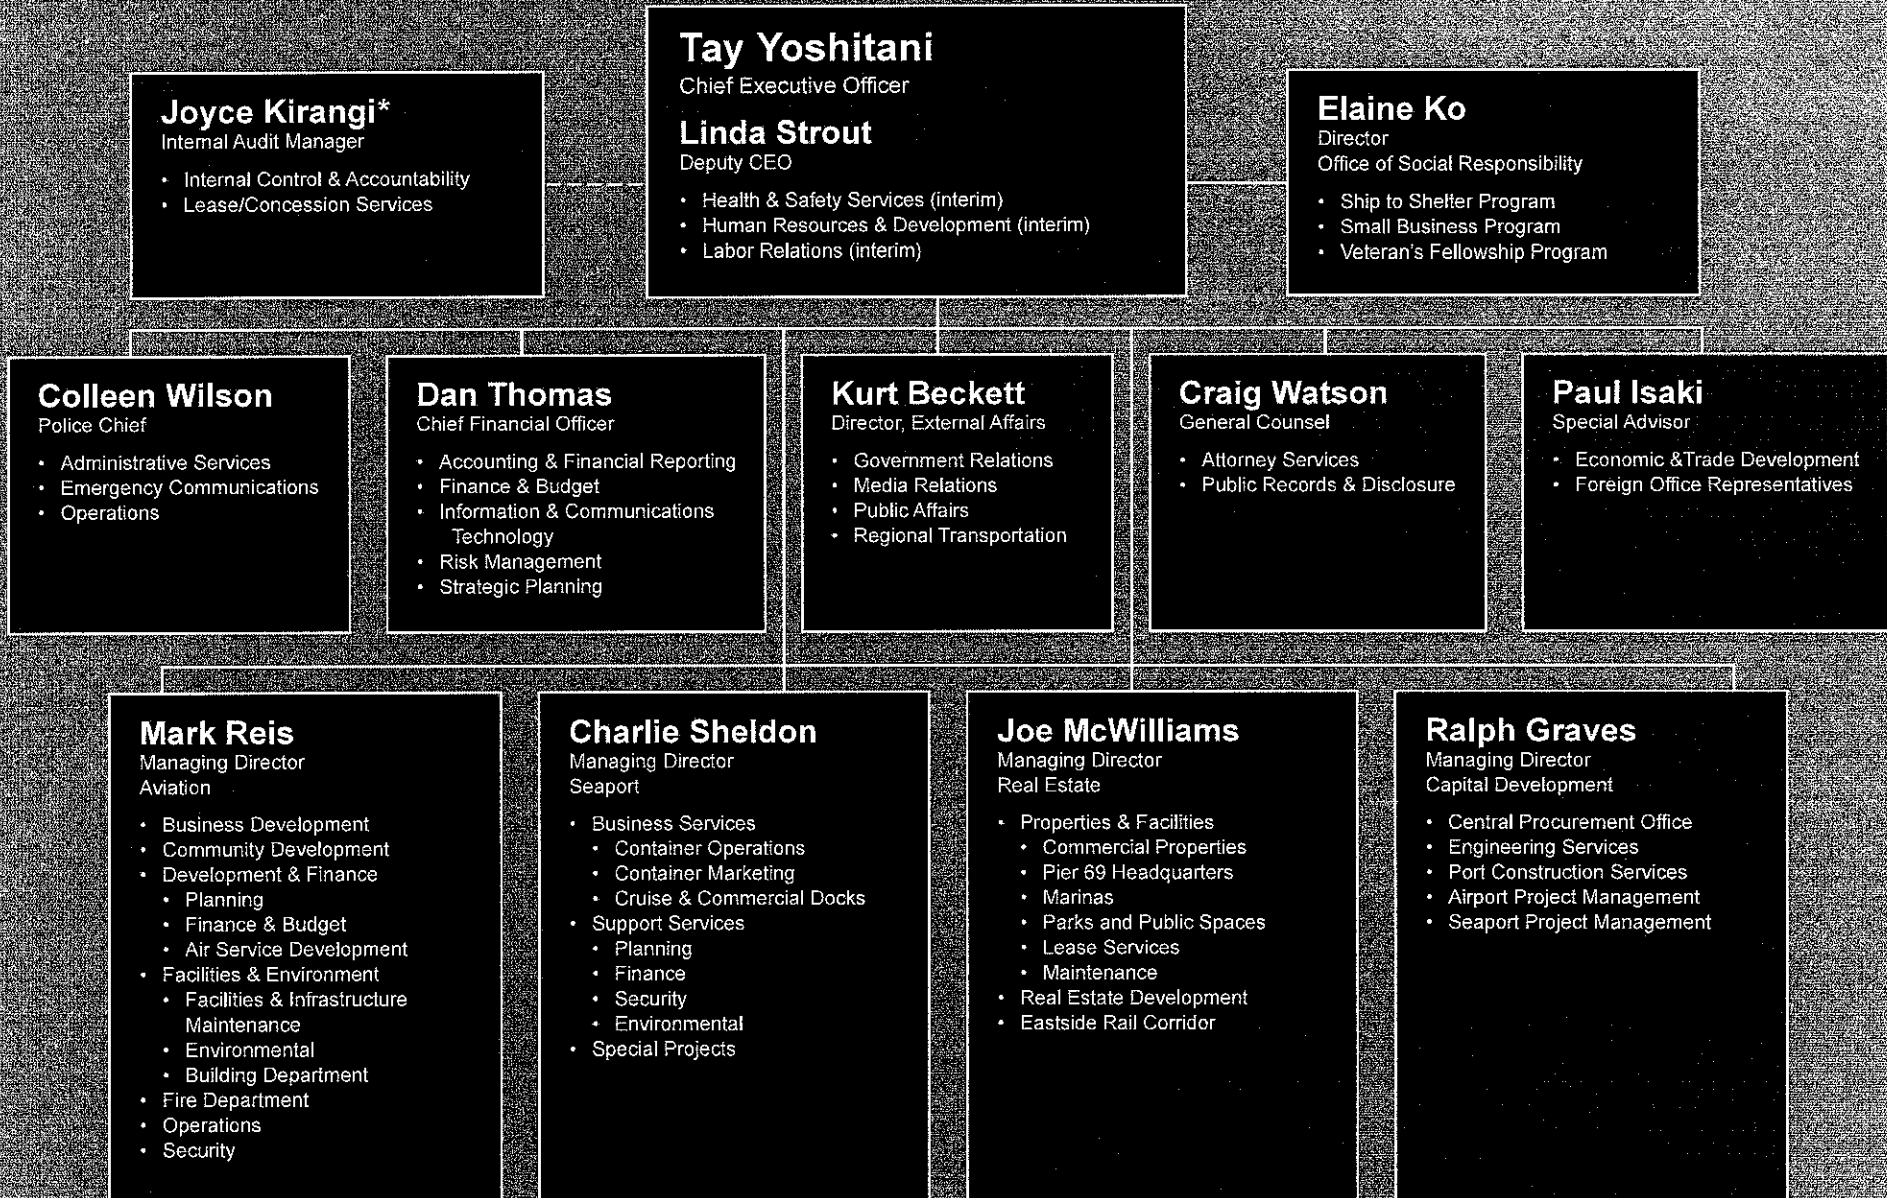 Tay Yoshitani
Chief Executive Officer
Linda Strout
Deputy CEO
• Health & Safety Services (interim)
• Human Resources & Development (interim)
• Labor Relations (interim)
Joyce Kirangi*
Internal Audit Manager
• Internal Control & Accountability
• Lease/Concession Services
Elaine Ko
Director
Office of Social Responsibility
• Ship to Shelter Program
• Small Business Program
• Veteran's Fellowship Program
Colleen Wilson
Police Chief
• Administrative Services
• Emergency Communications
• Operations
Dan Thomas
Chief Financial Officer
• Accounting & Financial Reporting
• Finance & Budget
• Information & Communications
Technology
• Risk Management
• Strategic Planning
Kurt Beckett
Director, External Affairs
• Government Relations
• Media Relations
• Public Affairs
• Regional Transportation
Craig Watson
General Counsel
• Attorney Services
• Public Records & Disclosure
Paul Isaki
Special Advisor
• Economic &Trade Development
• Foreign Office Representatives
Mark Reis
Managing Director
Aviation
• Business Development
• Community Development
• Development & Finance
• Planning
• Finance & Budget
• Air Service Development
• Facilities & Environment
• Facilities & Infrastructure
Maintenance
• Environmental
• Building Department
• Fire Department
• Operations
• Security
Charlie Sheldon
Managing Director
Seaport
• Business Services
• Container Operations
• Container Marketing
• Cruise & Commercial Docks
• Support Services
• Planning
• Finance
• Security
• Environmental
• Special Projects
Joe McWilliams
Managing Director
Real Estate
• Properties & Facilities
• Commercial Properties
• Pier 69 Headquarters
• Marinas
• Parks and Public Spaces
• Lease Services
• Maintenance
• Real Estate Development
• Eastside Rail Corridor
Ralph Graves
Managing Director
Capital Development
• Central Procurement Office
• Engineering Services
• Port Construction Services
• Airport Project Management
• Seaport Project Management